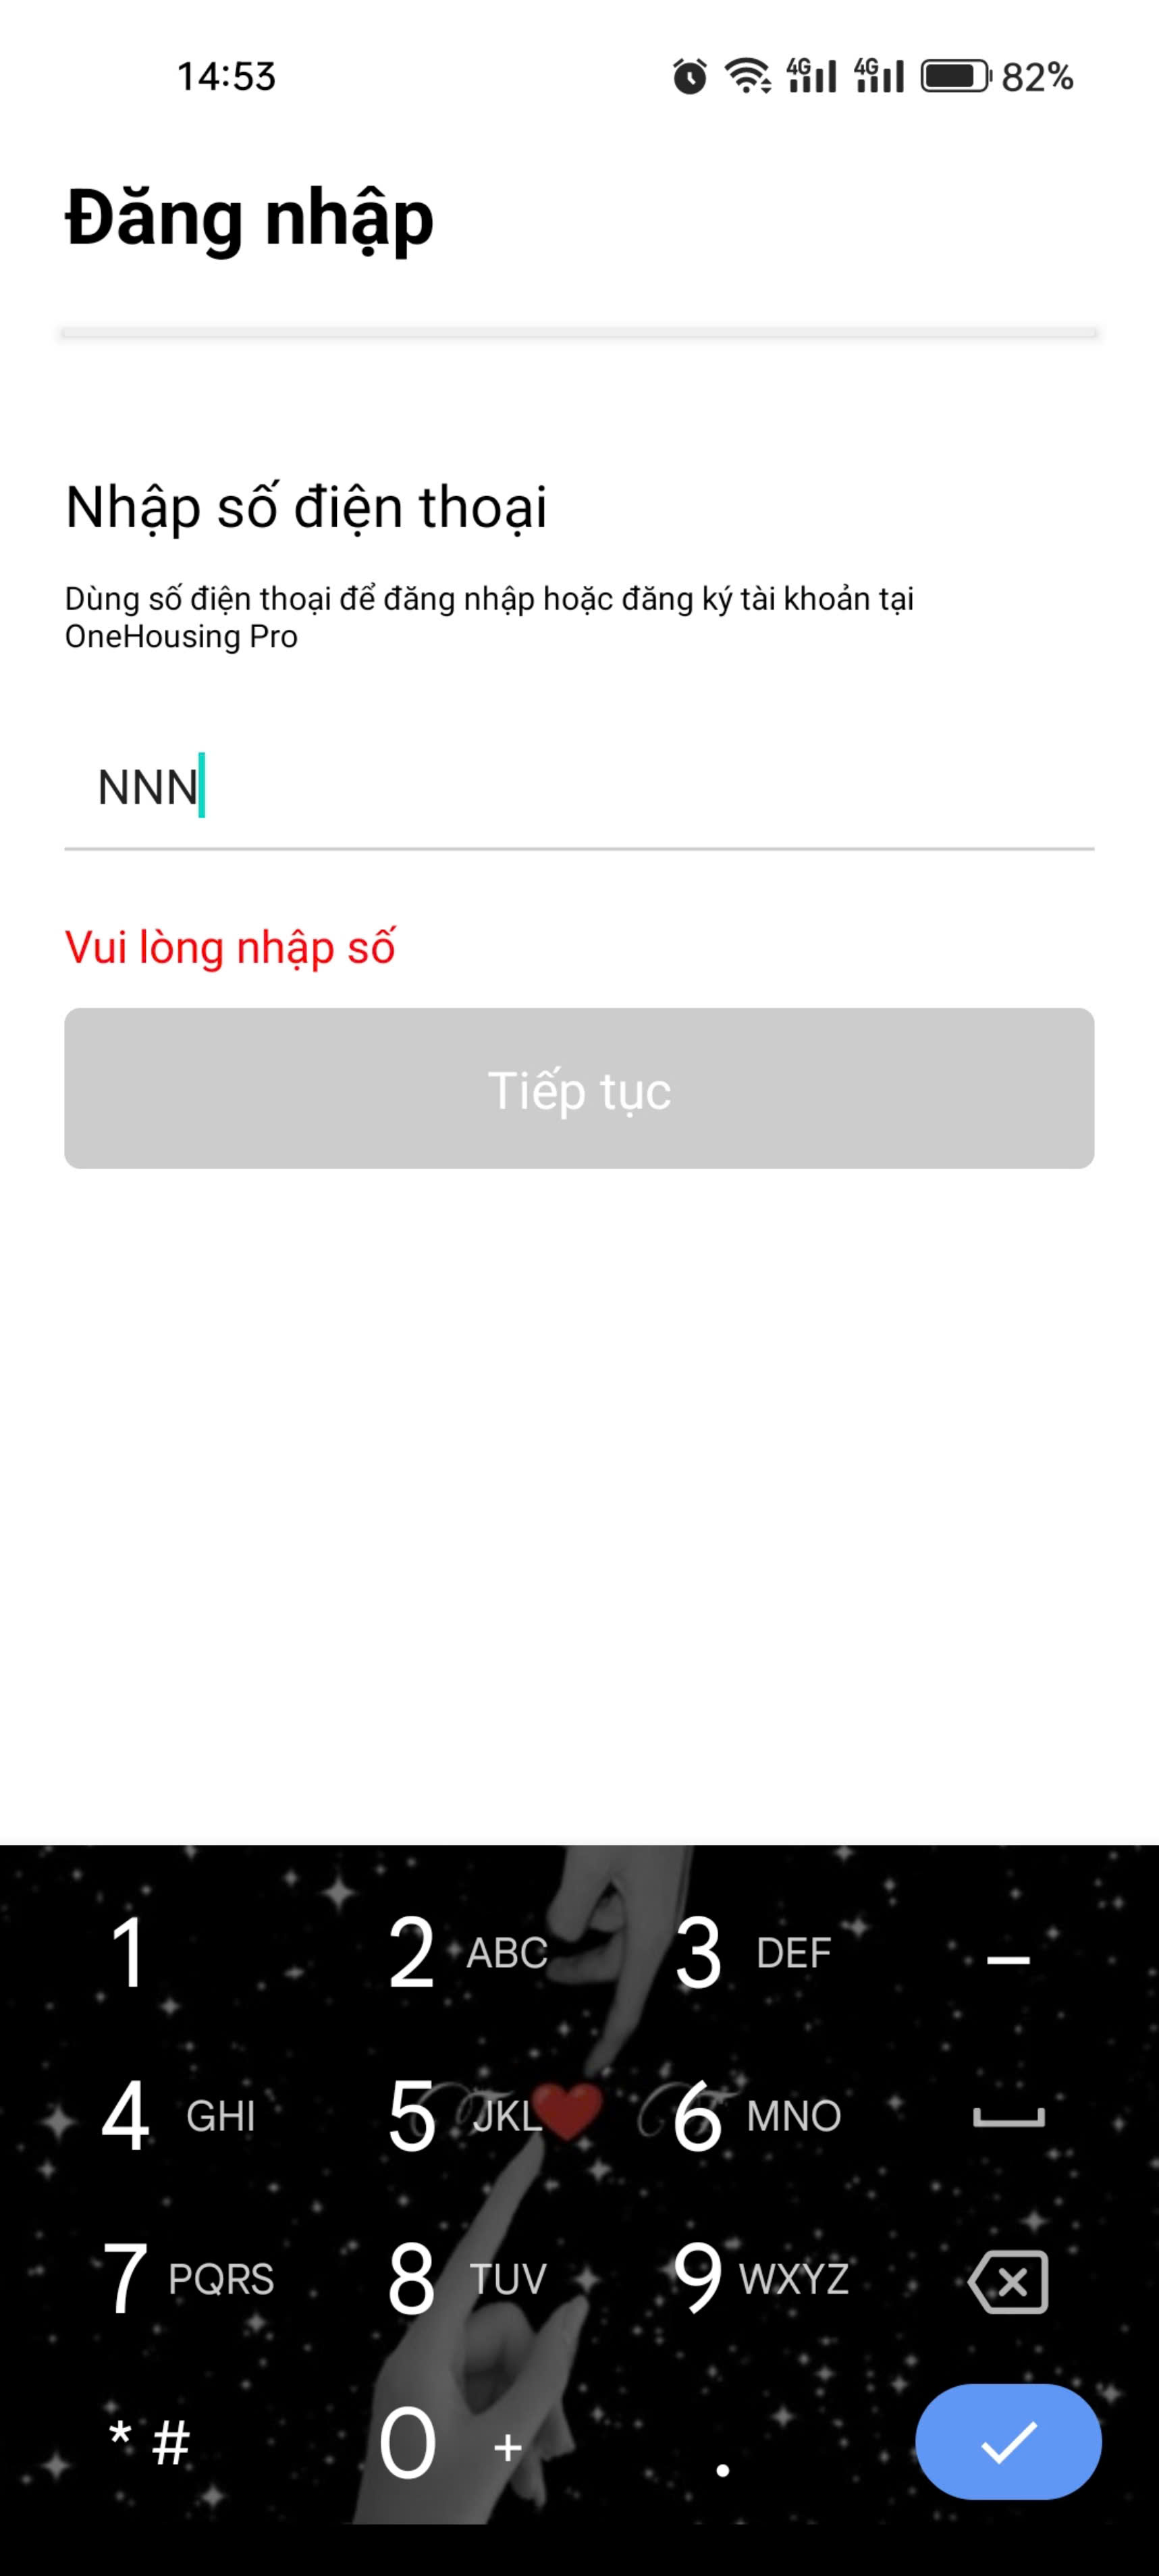 14:53 4G 4G 82%
Đăng nhập
Nhập số điện thoại
Dùng số điện thoại để đăng nhập hoặc đăng ký tài khoản tại
OneHousing Pro
NNN
Vui lòng nhập số
Tiếp tục
1 2 ABC 3 DEF –
4 GHI 5 JKL 6 MNO
7 PQRS 8 TUV 9 WXYZ
* # 0 + .